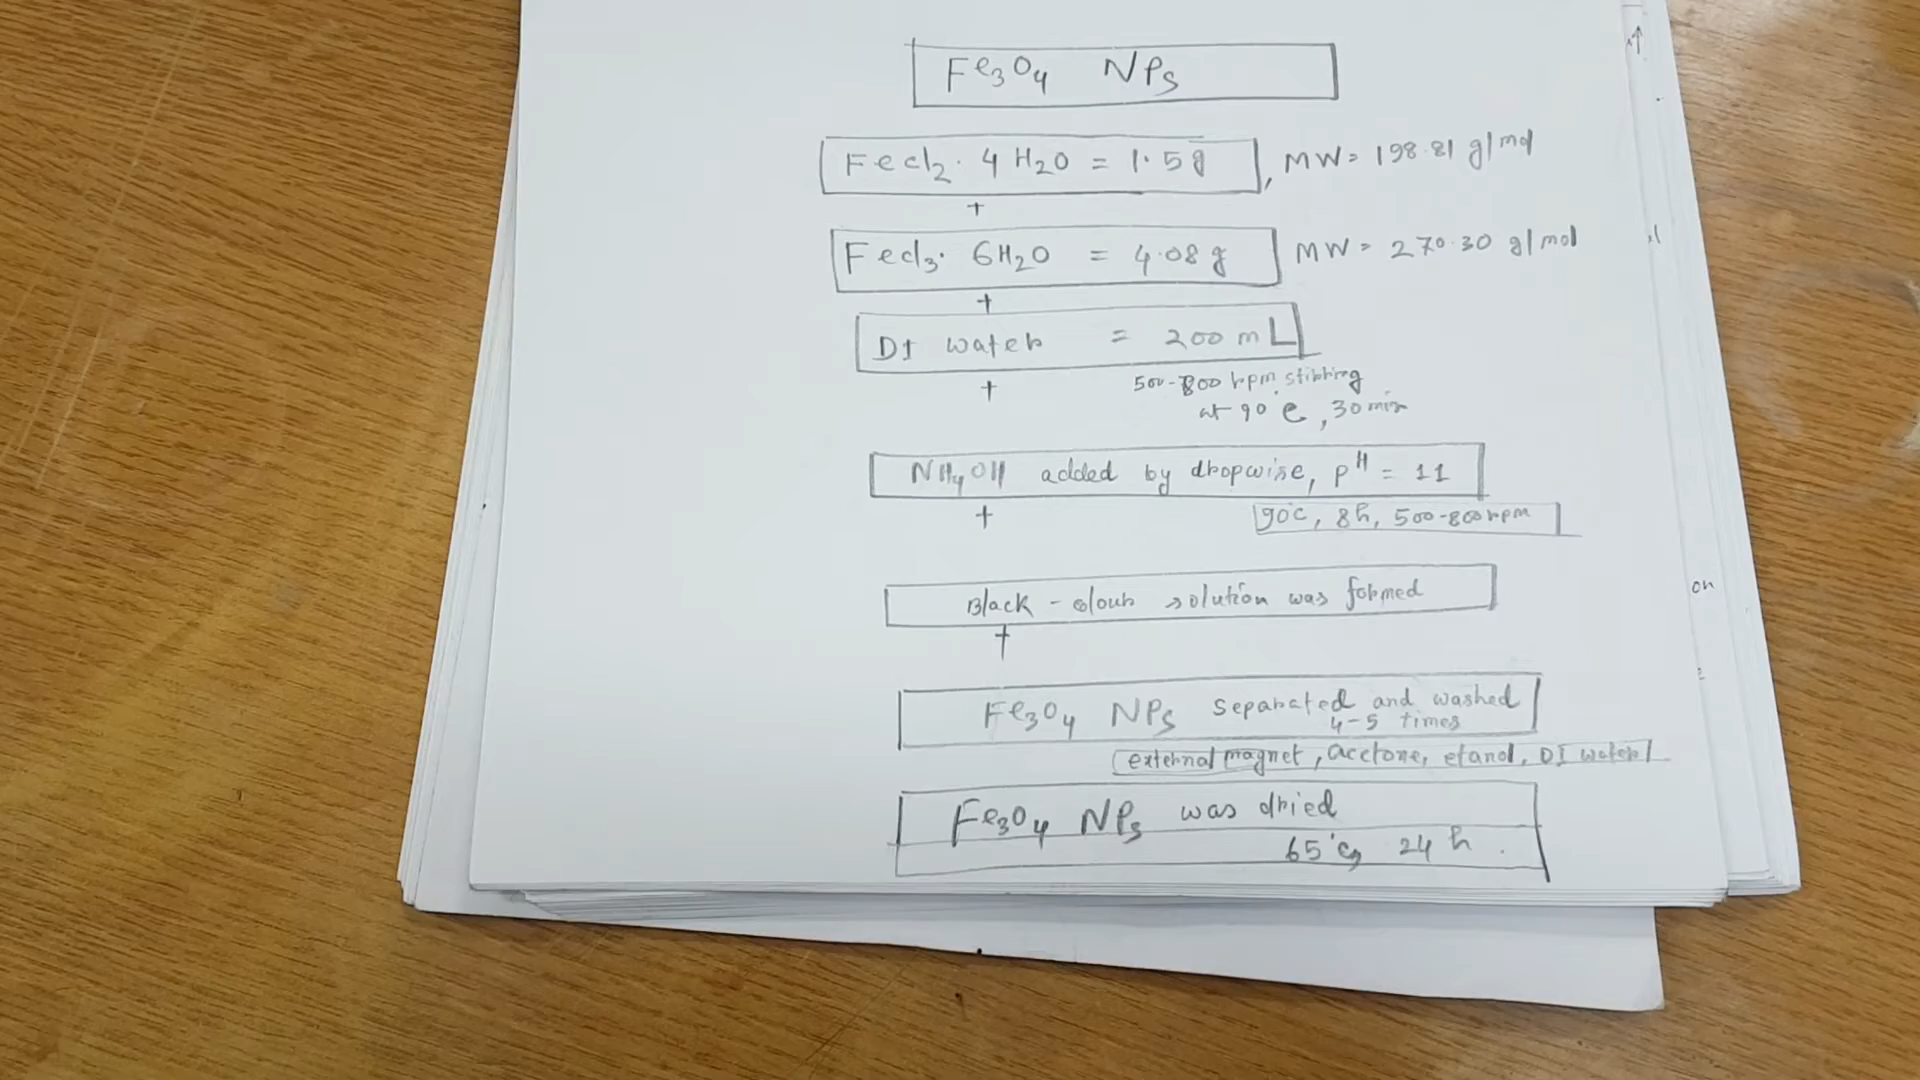 Fe3O4 NPs
FeCl2. 4H2O = 1.5g, MW = 198.81 g/mol
+
FeCl3. 6H2O = 4.08g MW = 270.30 g/mol
+
DI water = 200 mL
+ 500-800 rpm stirring
at 90°c, 30 min
NH4OH added by dropwise, pH = 11
+ 90°c, 8h, 500-800 rpm
Black-colour solution was formed
+
Fe3O4 NPs separated and washed
4-5 times
external magnet, acetone, etanol, DI water
Fe3O4 NPs was dried
65°c, 24 h.
on